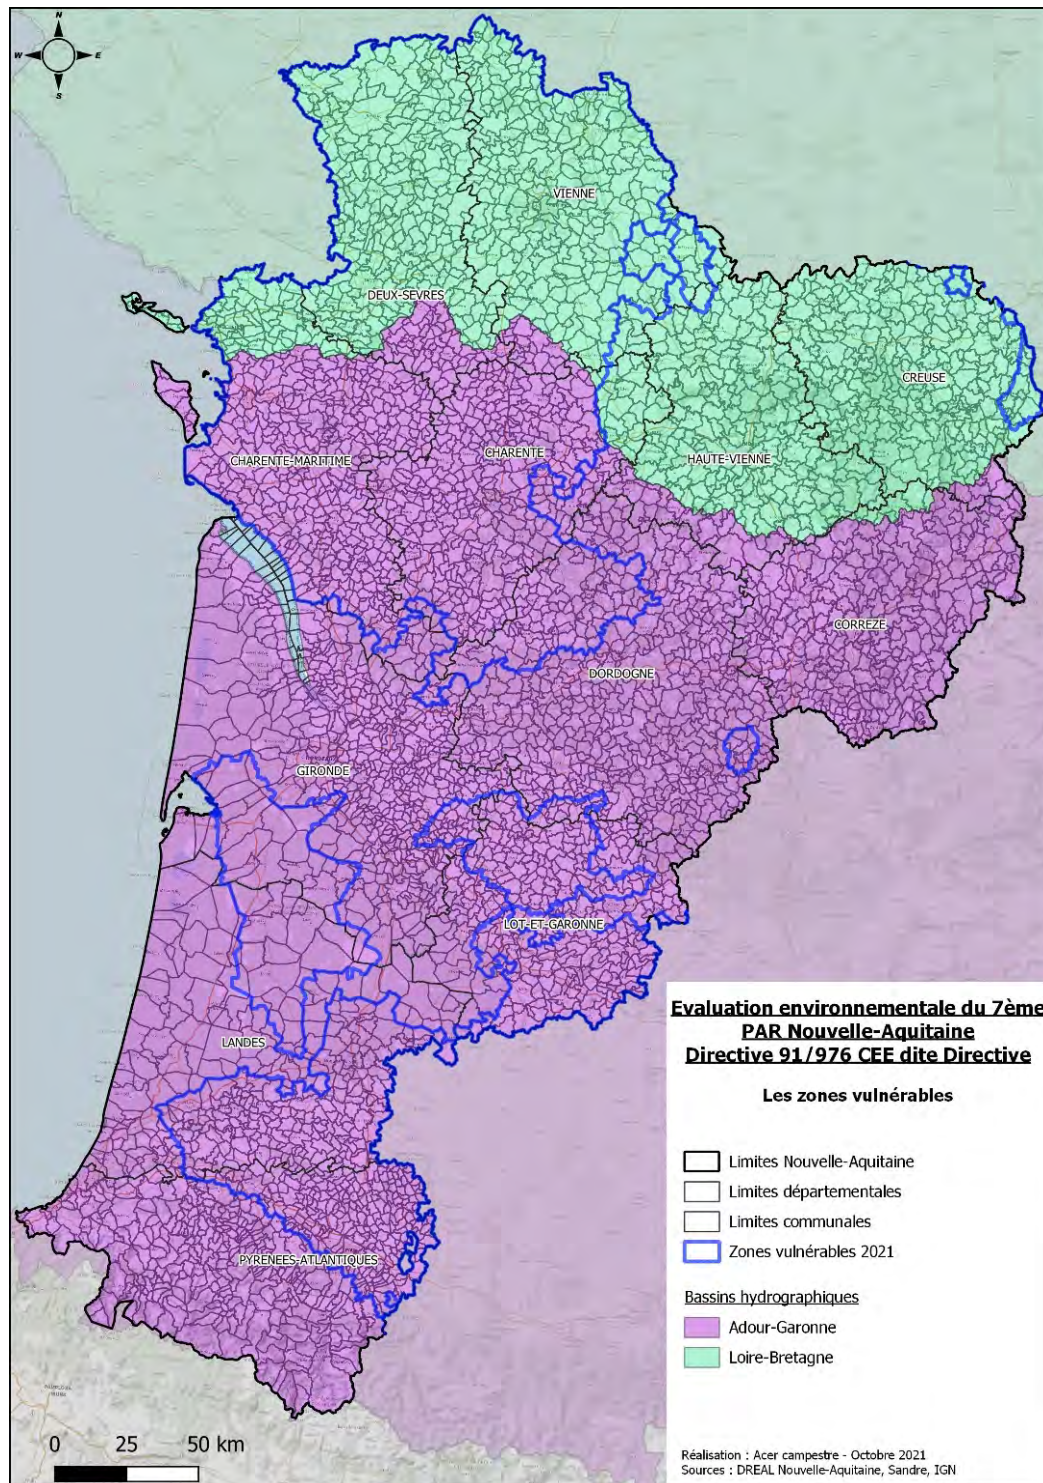 N
W
E
S
VIENNE
DEUX-SEVRES
CREUSE
CHARENTE
CHARENTE-MARITIME
HAUTE-VIENNE
CORREZE
DORDOGNE
GIRONDE
LOT-ET-GARONNE
LANDES
PYRENEES-ATLANTIQUES
Evaluation environnementale du 7ème
PAR Nouvelle-Aquitaine
Directive 91/976 CEE dite Directive
Les zones vulnérables
Limites Nouvelle-Aquitaine
Limites départementales
Limites communales
Zones vulnérables 2021
Bassins hydrographiques
Adour-Garonne
Loire-Bretagne
0 25 50 km
Réalisation : Acer campestre - Octobre 2021
Sources : DREAL Nouvelle-Aquitaine, Sandre, IGN